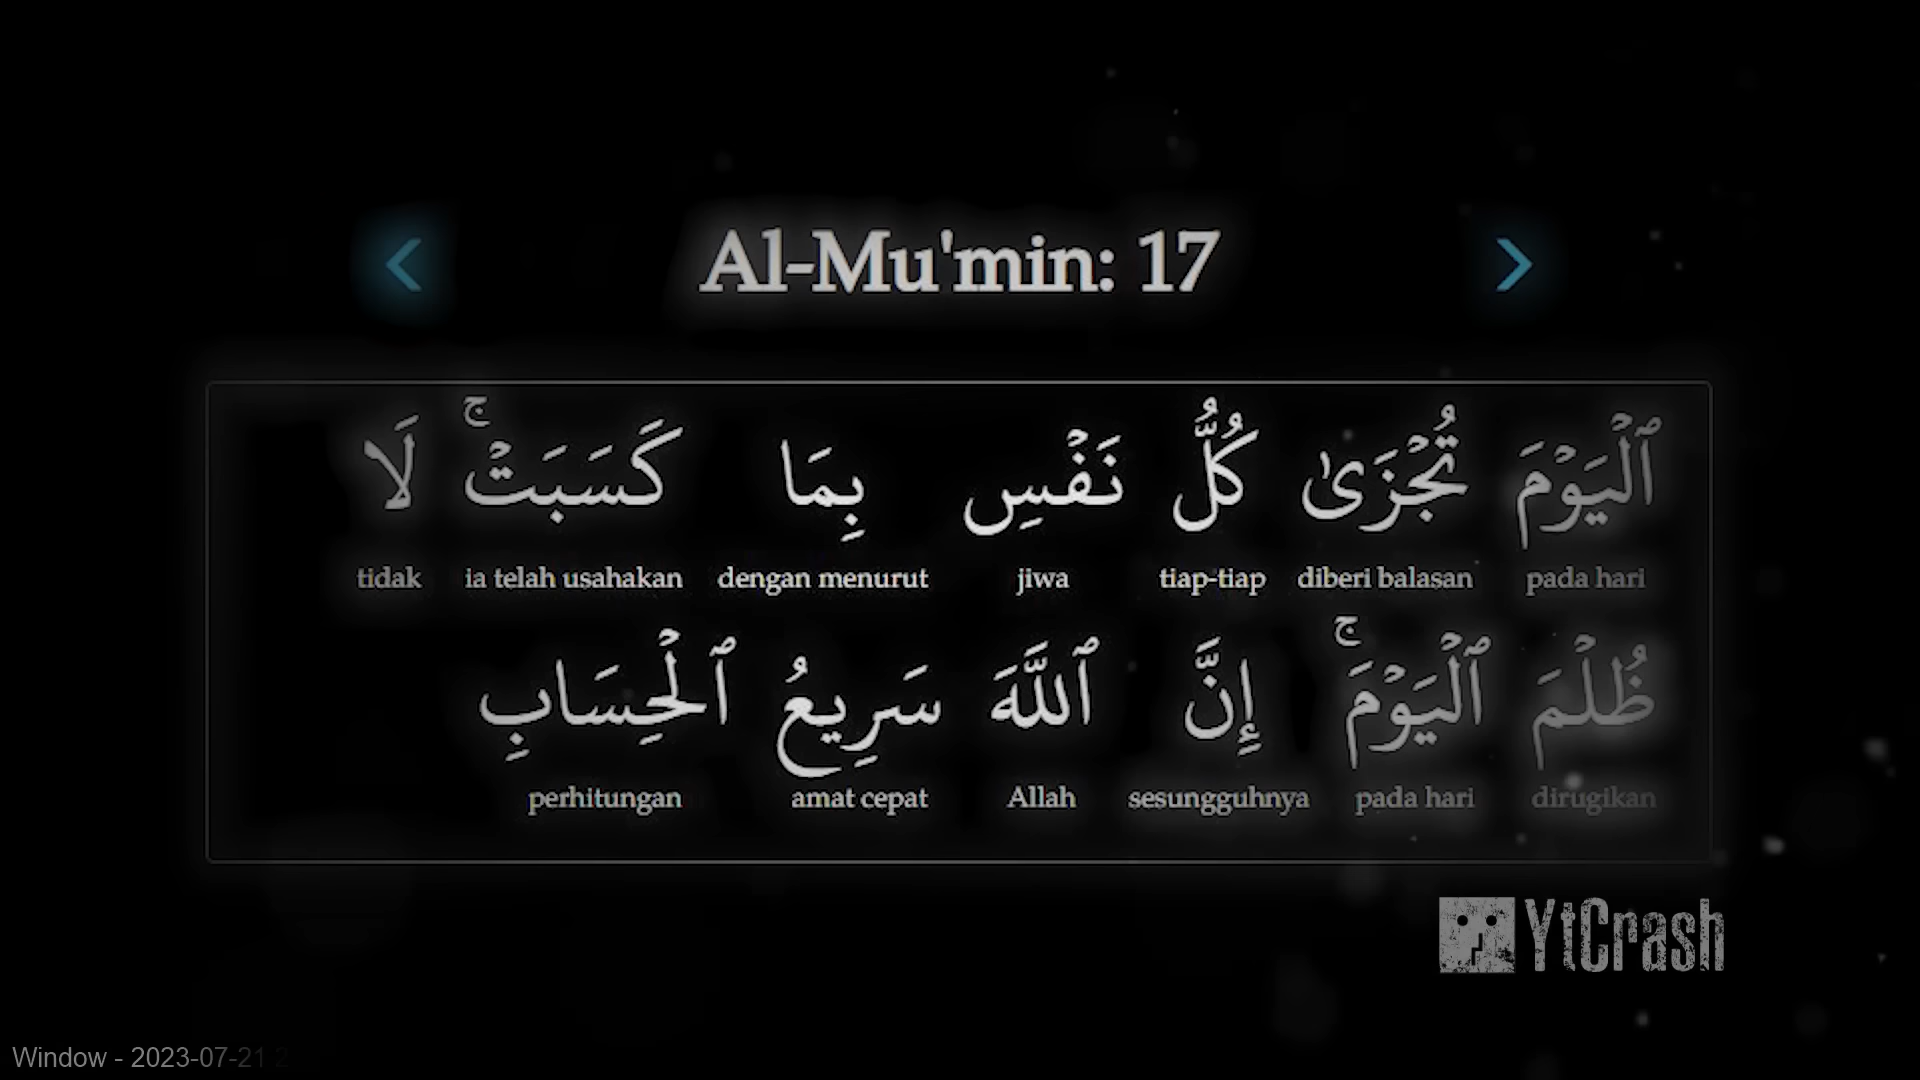 Al-Mu'min: 17
ٱلْيَوْمَ تُجْزَىٰ كُلُّ نَفْسٍۭ بِمَا كَسَبَتْ ۚ لَا
pada hari diberi balasan tiap-tiap jiwa dengan menurut ia telah usahakan tidak
ظُلْمَ ٱلْيَوْمَ ۚ إِنَّ ٱللَّهَ سَرِيعُ ٱلْحِسَابِ
dirugikan pada hari sesungguhnya Allah amat cepat perhitungan
YtCrash
Window - 2023-07-21 2